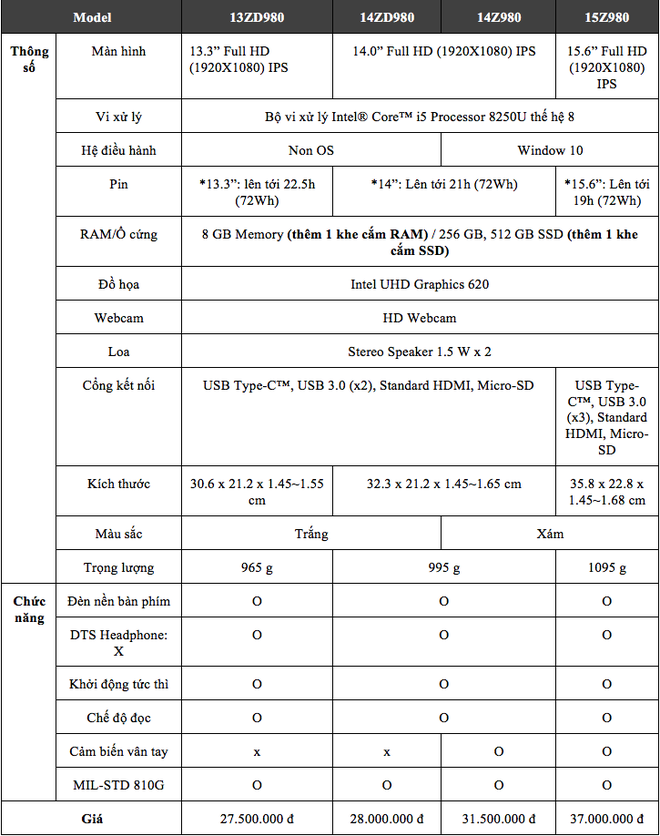 Model 13ZD980 14ZD980 14Z980 15Z980
Thông số Màn hình 13.3” Full HD (1920X1080) IPS 14.0” Full HD (1920X1080) IPS 15.6” Full HD (1920X1080) IPS
Vi xử lý Bộ vi xử lý Intel® Core™ i5 Processor 8250U thế hệ 8
Hệ điều hành Non OS Window 10
Pin *13.3”: lên tới 22.5h (72Wh) *14”: Lên tới 21h (72Wh) *15.6”: Lên tới 19h (72Wh)
RAM/Ổ cứng 8 GB Memory (thêm 1 khe cắm RAM) / 256 GB, 512 GB SSD (thêm 1 khe cắm SSD)
Đồ họa Intel UHD Graphics 620
Webcam HD Webcam
Loa Stereo Speaker 1.5 W x 2
Cổng kết nối USB Type-C™, USB 3.0 (x2), Standard HDMI, Micro-SD USB Type-C™, USB 3.0 (x3), Standard HDMI, Micro-SD
Kích thước 30.6 x 21.2 x 1.45~1.55 cm 32.3 x 21.2 x 1.45~1.65 cm 35.8 x 22.8 x 1.45~1.68 cm
Màu sắc Trắng Xám
Trọng lượng 965 g 995 g 1095 g
Chức năng Đèn nền bàn phím O O O
DTS Headphone: X O O O
Khởi động tức thì O O O
Chế độ đọc O O O
Cảm biến vân tay x x O O
MIL-STD 810G O O O O
Giá 27.500.000 đ 28.000.000 đ 31.500.000 đ 37.000.000 đ